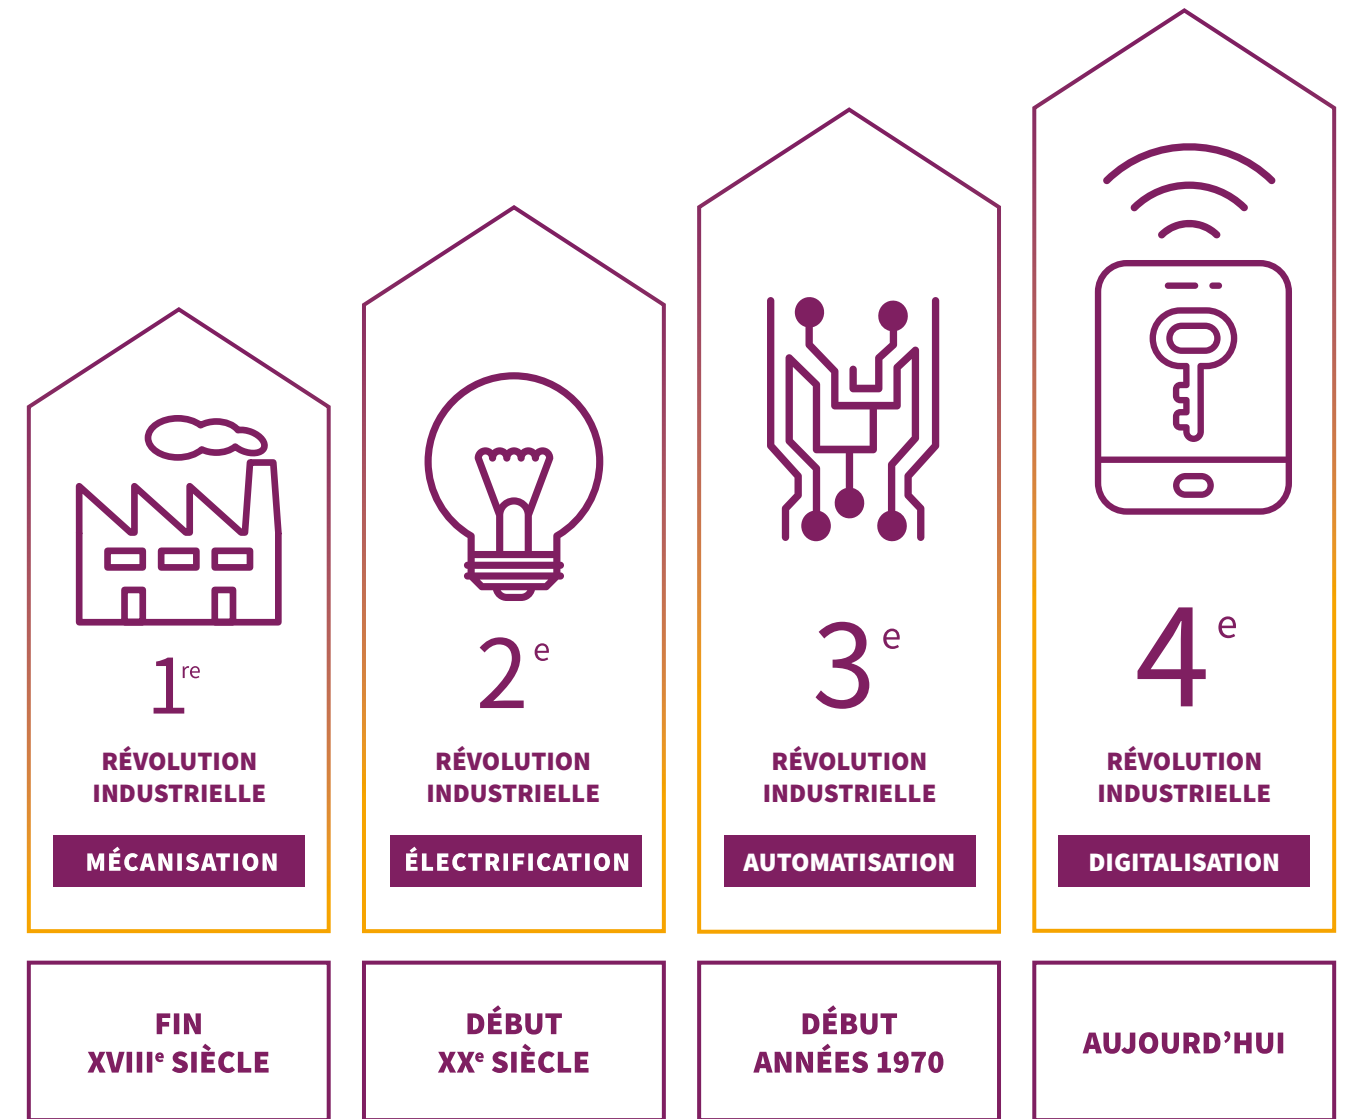 1re
RÉVOLUTION
INDUSTRIELLE
MÉCANISATION
FIN
XVIIIe SIÈCLE
2e
RÉVOLUTION
INDUSTRIELLE
ÉLECTRIFICATION
DÉBUT
XXe SIÈCLE
3e
RÉVOLUTION
INDUSTRIELLE
AUTOMATISATION
DÉBUT
ANNÉES 1970
4e
RÉVOLUTION
INDUSTRIELLE
DIGITALISATION
AUJOURD’HUI